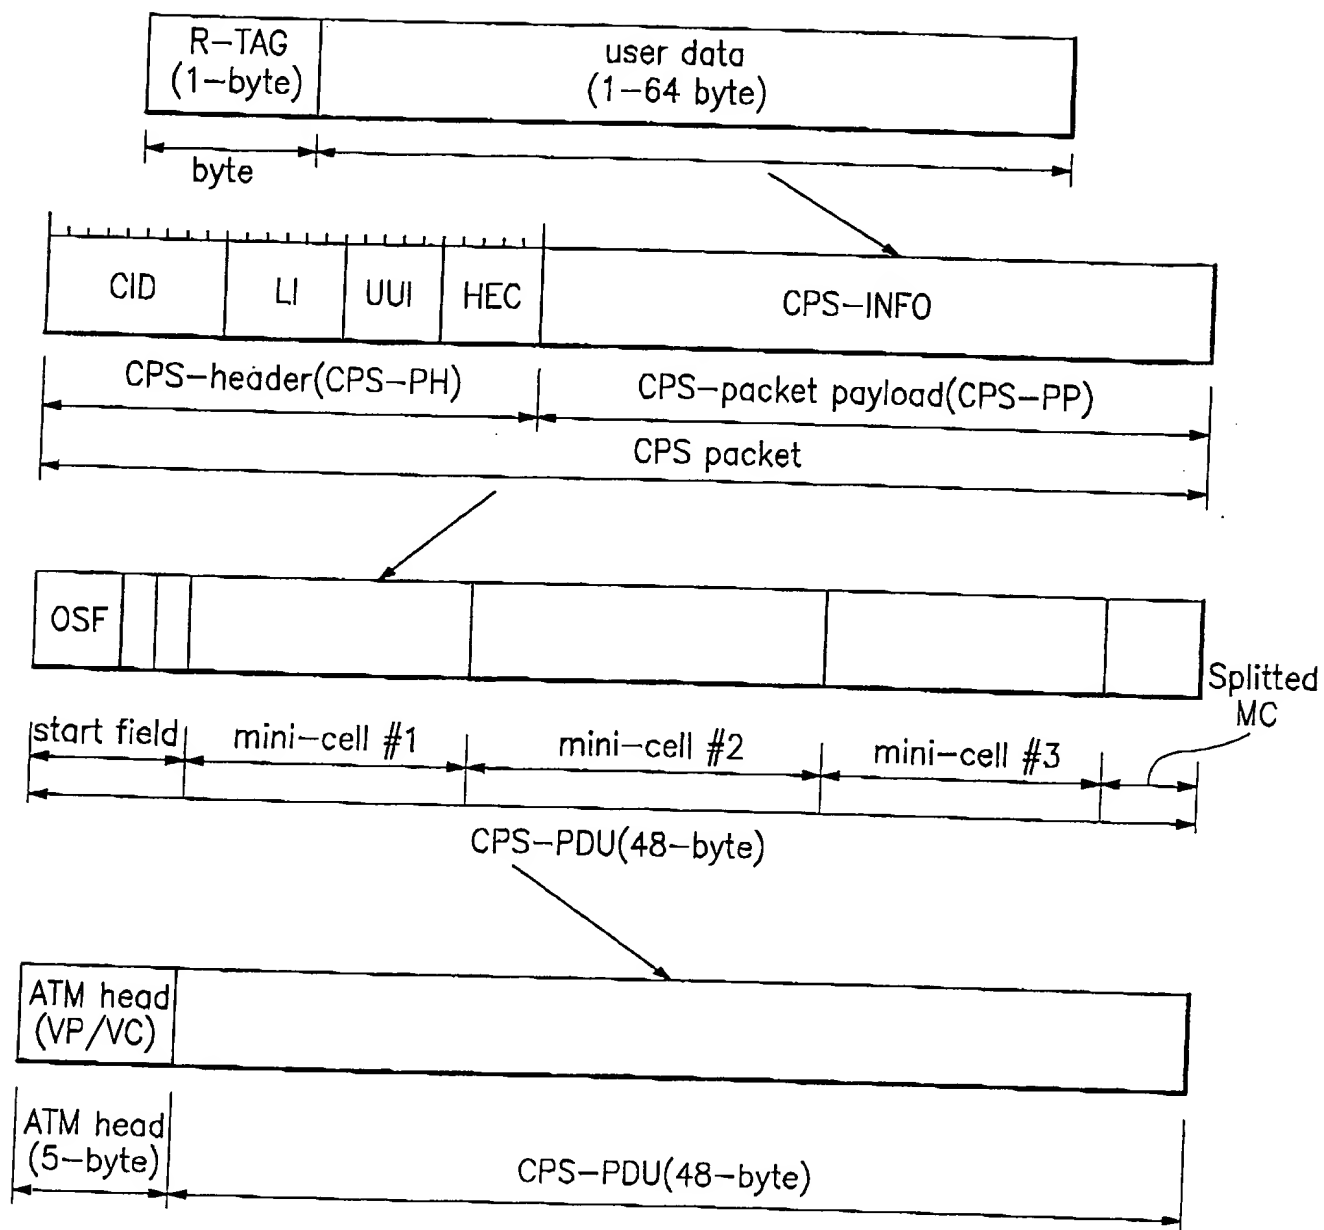 R-TAG
(1-byte)
user data
(1-64 byte)
byte
CID
LI
UUI
HEC
CPS-INFO
CPS-header(CPS-PH)
CPS-packet payload(CPS-PP)
CPS packet
OSF
Splitted
MC
start field
mini-cell #1
mini-cell #2
mini-cell #3
CPS-PDU(48-byte)
ATM head
(VP/VC)
ATM head
(5-byte)
CPS-PDU(48-byte)